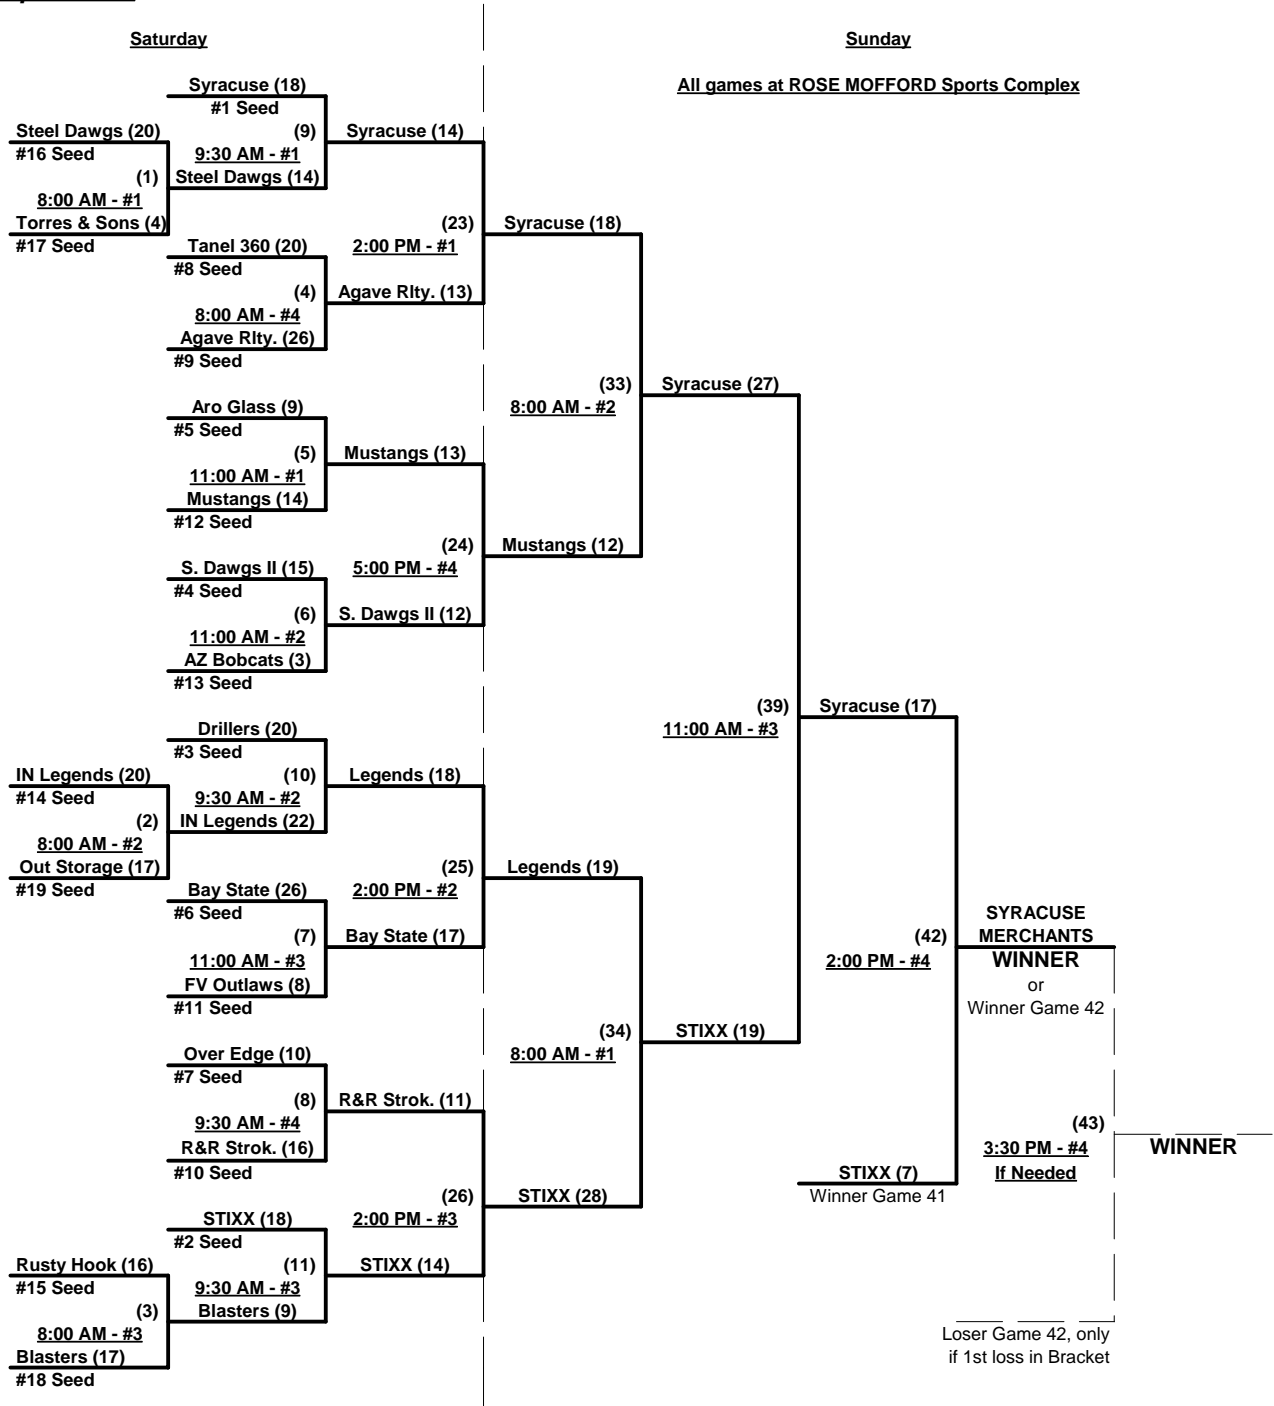 Saturday
Sunday
All games at ROSE MOFFORD Sports Complex
Syracuse (18)
#1 Seed
Steel Dawgs (20)
#16 Seed
(9)
9:30 AM - #1
Syracuse (14)
(1)
8:00 AM - #1
Steel Dawgs (14)
Torres & Sons (4)
#17 Seed
(23)
2:00 PM - #1
Syracuse (18)
Tanel 360 (20)
#8 Seed
(4)
8:00 AM - #4
Agave Rlty. (13)
Agave Rlty. (26)
#9 Seed
(33)
8:00 AM - #2
Syracuse (27)
Aro Glass (9)
#5 Seed
(5)
11:00 AM - #1
Mustangs (13)
Mustangs (14)
#12 Seed
(24)
5:00 PM - #4
Mustangs (12)
S. Dawgs II (15)
#4 Seed
(6)
11:00 AM - #2
S. Dawgs II (12)
AZ Bobcats (3)
#13 Seed
(39)
11:00 AM - #3
Syracuse (17)
Drillers (20)
#3 Seed
IN Legends (20)
#14 Seed
(10)
9:30 AM - #2
Legends (18)
(2)
8:00 AM - #2
IN Legends (22)
Out Storage (17)
#19 Seed
(25)
2:00 PM - #2
Legends (19)
Bay State (26)
#6 Seed
(7)
11:00 AM - #3
Bay State (17)
FV Outlaws (8)
#11 Seed
(42)
2:00 PM - #4
SYRACUSE
MERCHANTS
WINNER
or
Winner Game 42
(34)
8:00 AM - #1
STIXX (19)
Over Edge (10)
#7 Seed
(8)
9:30 AM - #4
R&R Strok. (11)
R&R Strok. (16)
#10 Seed
(43)
3:30 PM - #4
If Needed
WINNER
STIXX (7)
Winner Game 41
(26)
2:00 PM - #3
STIXX (28)
STIXX (18)
#2 Seed
Rusty Hook (16)
#15 Seed
(11)
9:30 AM - #3
STIXX (14)
(3)
8:00 AM - #3
Blasters (9)
Blasters (17)
#18 Seed
Loser Game 42, only
if 1st loss in Bracket